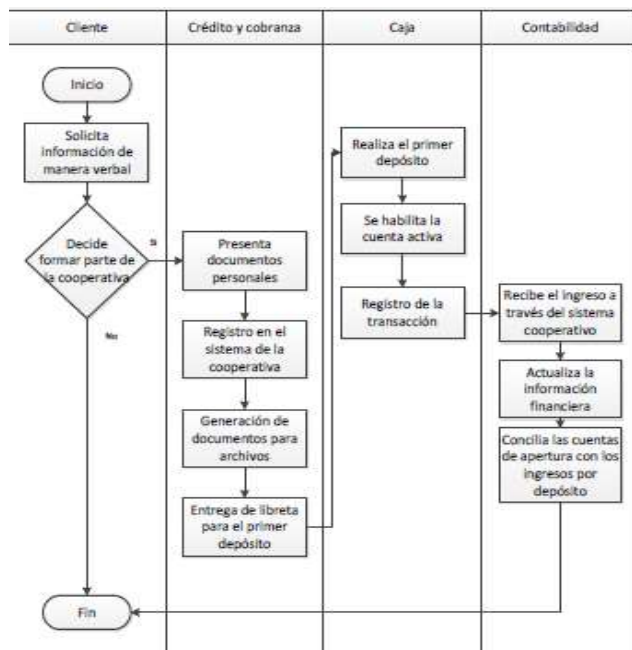 Cliente
Crédito y cobranza
Caja
Contabilidad
Inicio
Solicita
información de
manera verbal
Decide
formar parte de
la cooperativa
Si
No
Presenta
documentos
personales
Registro en el
sistema de la
cooperativa
Generación de
documentos para
archivos
Entrega de libreta
para el primer
depósito
Realiza el primer
depósito
Se habilita la
cuenta activa
Registro de la
transacción
Recibe el ingreso a
través del sistema
cooperativo
Actualiza la
información
financiera
Concilia las cuentas
de apertura con los
ingresos por
depósito
Fin